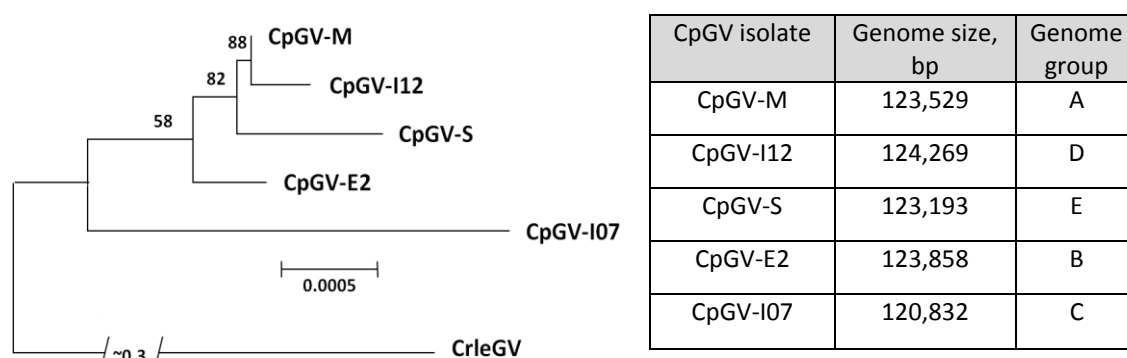 88
CpGV-M
82
CpGV-I12
58
CpGV-S
CpGV-E2
CpGV-I07
0.0005
CrleGV
~0.3
CpGV isolate Genome size, bp Genome group
CpGV-M 123,529 A
CpGV-I12 124,269 D
CpGV-S 123,193 E
CpGV-E2 123,858 B
CpGV-I07 120,832 C